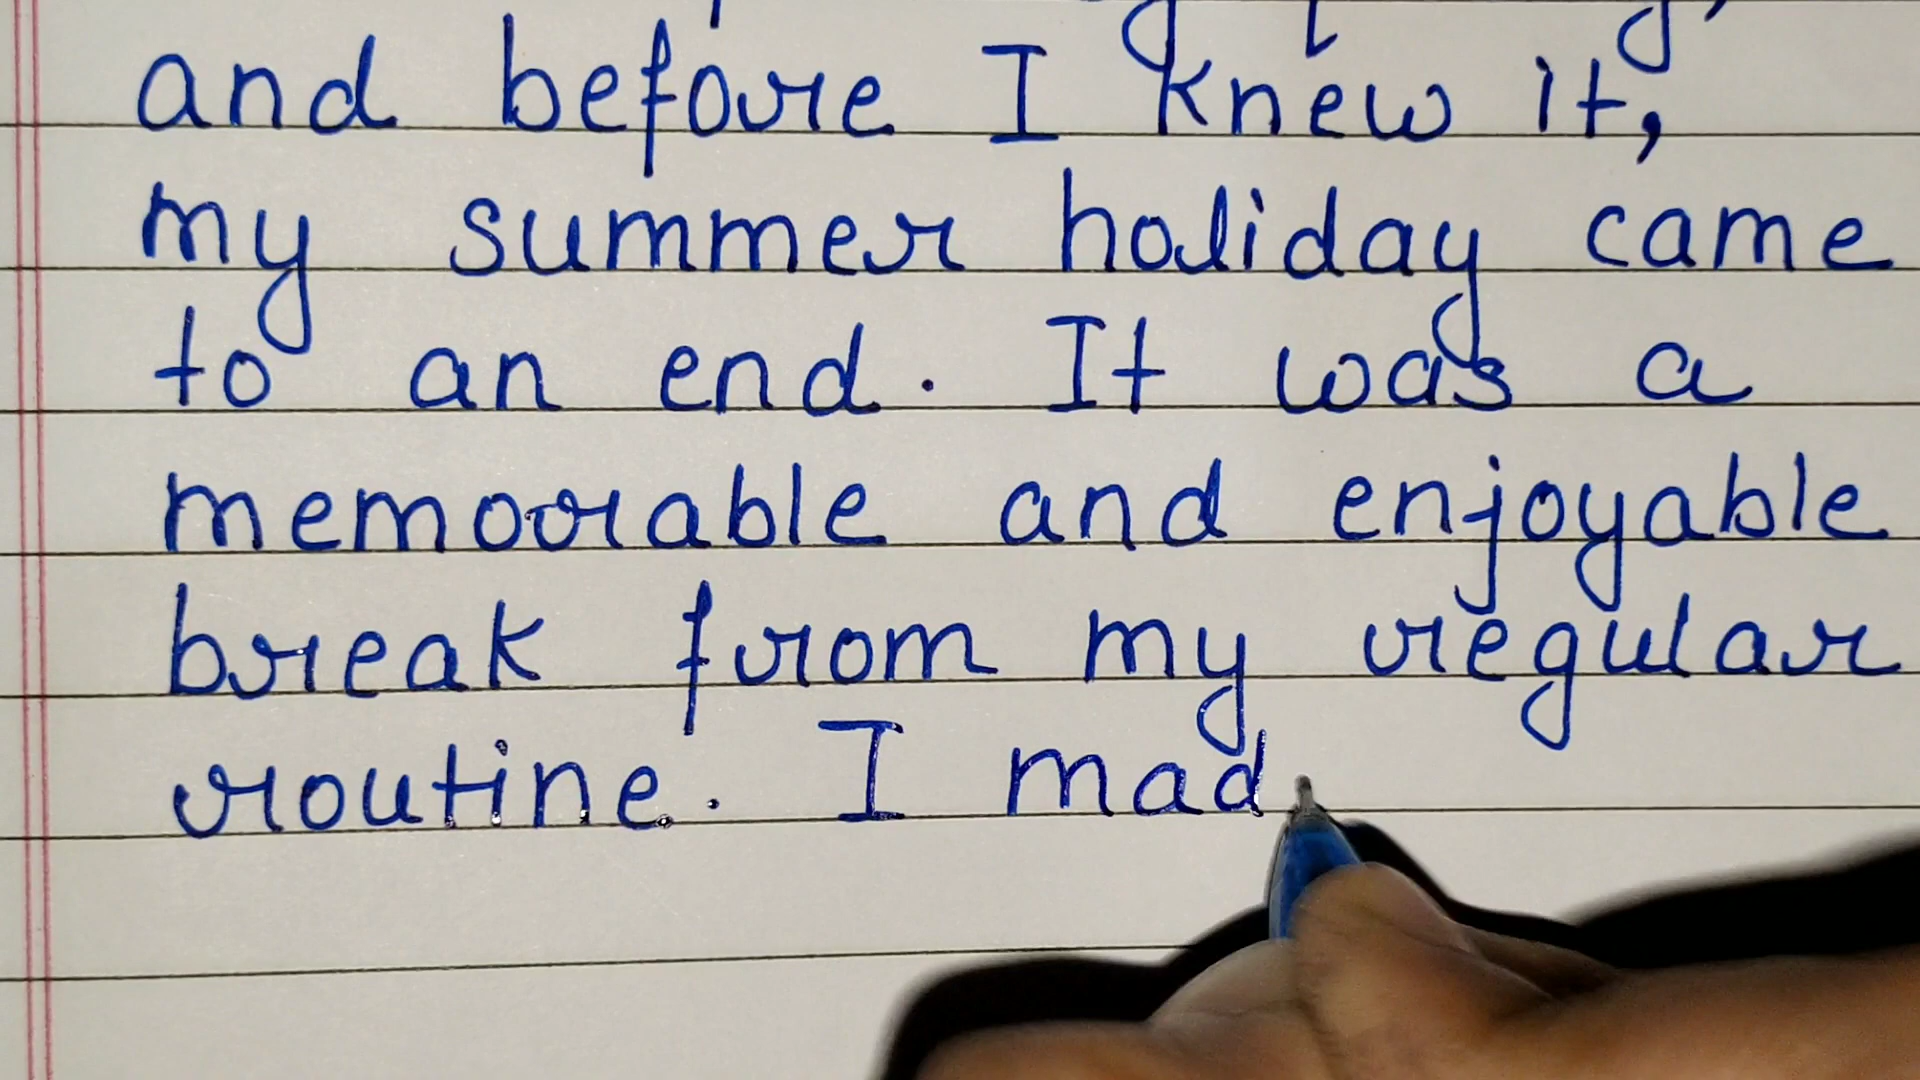 and before I knew it,
my summer holiday came
to an end. It was a
memorable and enjoyable
break from my regular
routine. I mad